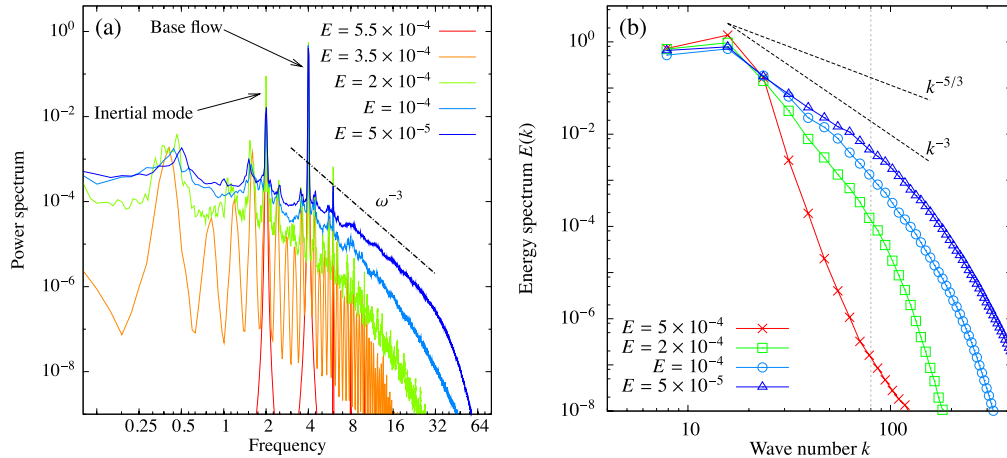 (a)
Power spectrum
10^0
10^-2
10^-4
10^-6
10^-8
Base flow
Inertial mode
E = 5.5 × 10^-4
E = 3.5 × 10^-4
E = 2 × 10^-4
E = 10^-4
E = 5 × 10^-5
ω^-3
0.25 0.5 1 2 4 8 16 32 64
Frequency
(b)
Energy spectrum E(k)
10^0
10^-2
10^-4
10^-6
10^-8
k^-5/3
k^-3
E = 5 × 10^-4
E = 2 × 10^-4
E = 10^-4
E = 5 × 10^-5
10 100
Wave number k